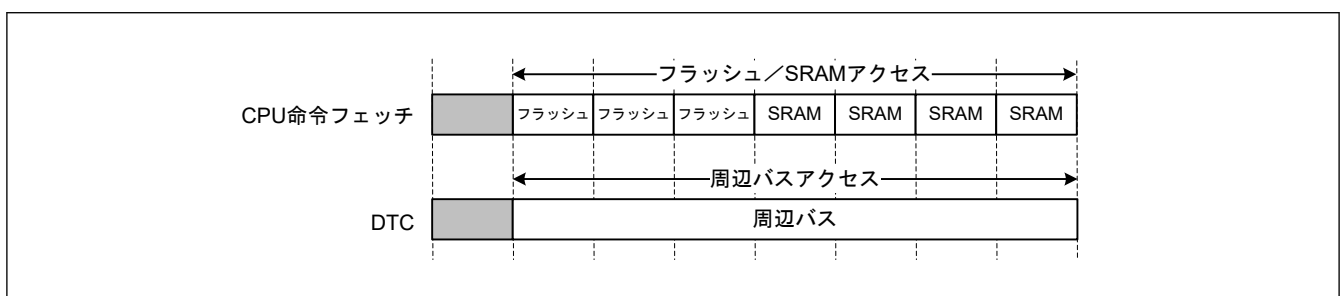 フラッシュ/SRAMアクセス
CPU命令フェッチ フラッシュ フラッシュ フラッシュ SRAM SRAM SRAM SRAM
周辺バスアクセス
DTC 周辺バス